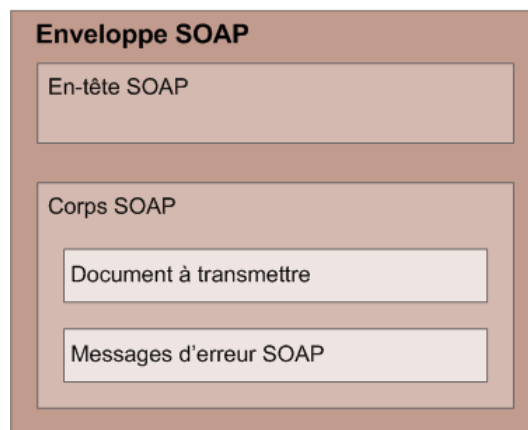 Enveloppe SOAP
En-tête SOAP
Corps SOAP
Document à transmettre
Messages d'erreur SOAP